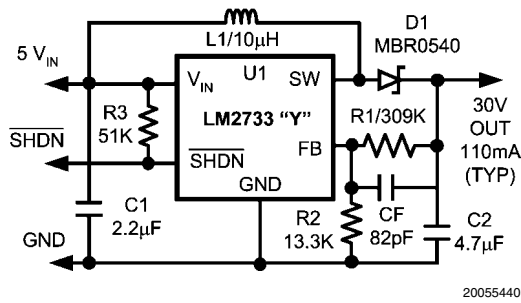 D1
MBR0540
L1/10µH
5 V_IN
V_IN
U1
SW
R3
51K
LM2733 "Y"
R1/309K
30V
OUT
110mA
(TYP)
SHDN
SHDN
FB
GND
C1
2.2µF
R2
13.3K
CF
82pF
C2
4.7µF
GND
20055440